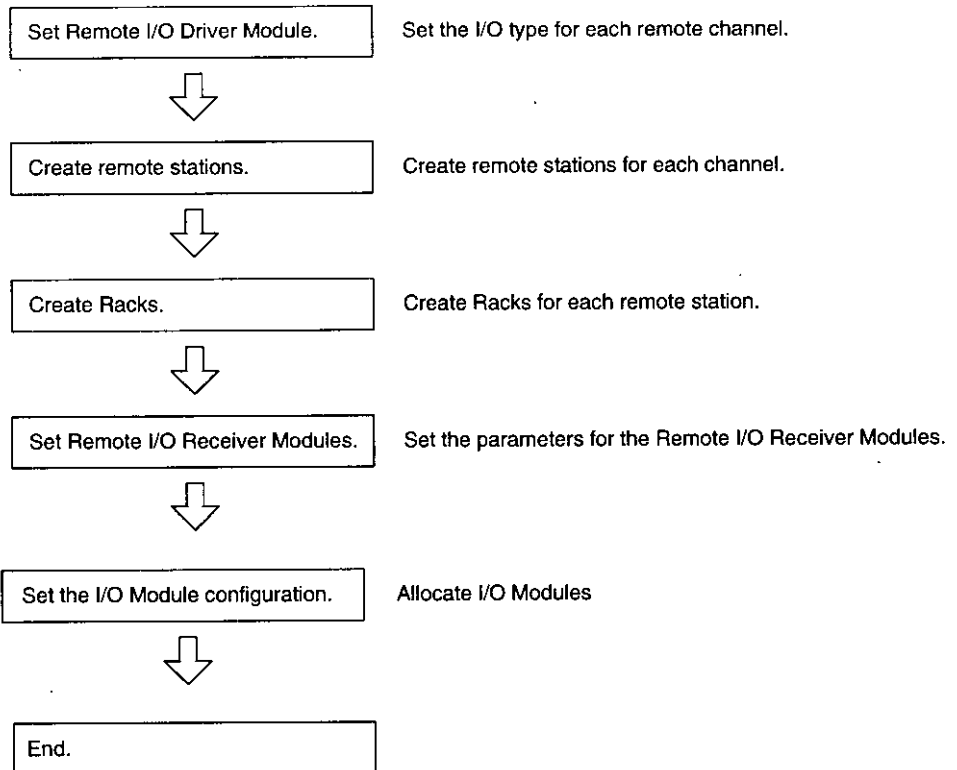 Set Remote I/O Driver Module. Set the I/O type for each remote channel.
Create remote stations. Create remote stations for each channel.
Create Racks. Create Racks for each remote station.
Set Remote I/O Receiver Modules. Set the parameters for the Remote I/O Receiver Modules.
Set the I/O Module configuration. Allocate I/O Modules
End.